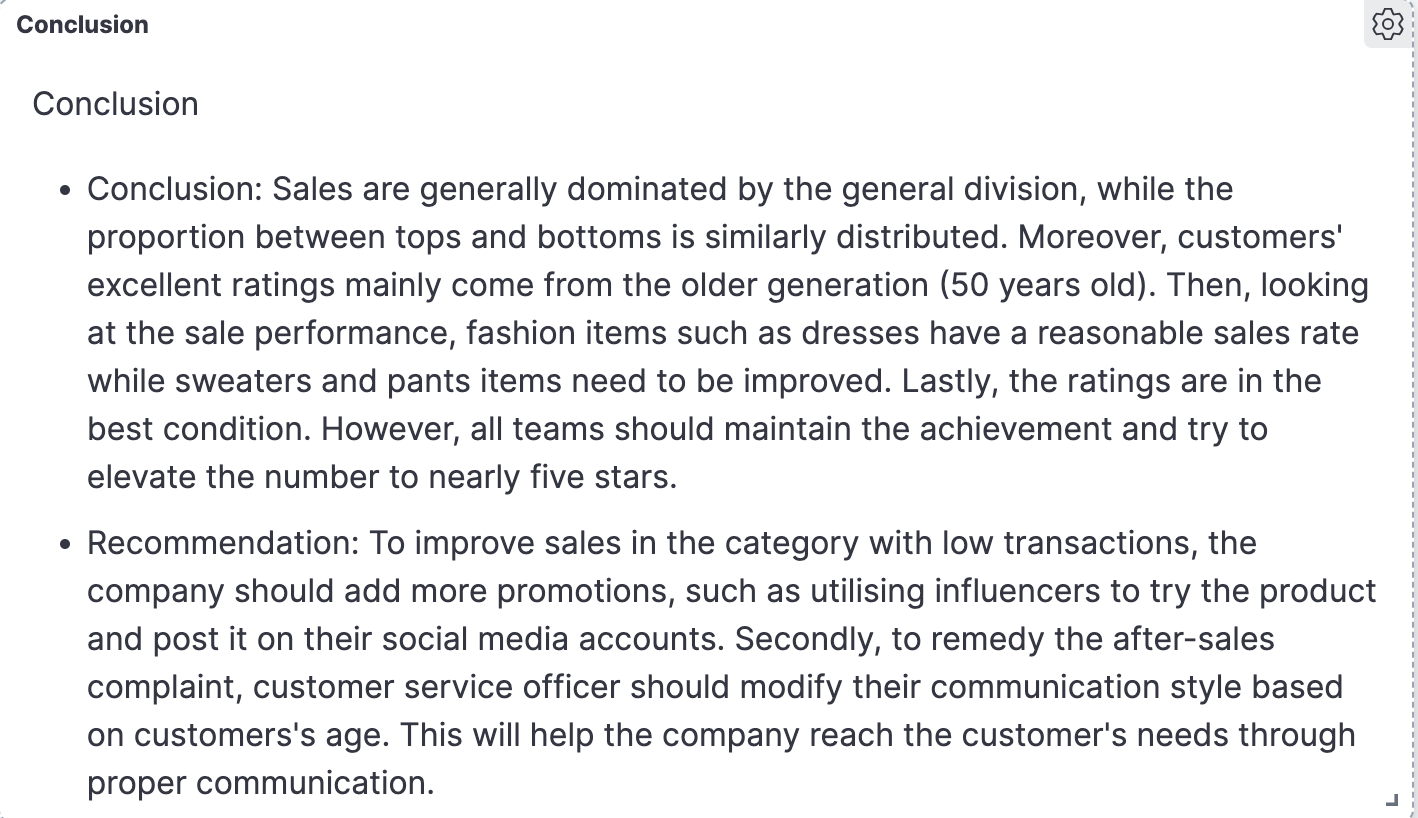 Conclusion
Conclusion
• Conclusion: Sales are generally dominated by the general division, while the
proportion between tops and bottoms is similarly distributed. Moreover, customers'
excellent ratings mainly come from the older generation (50 years old). Then, looking
at the sale performance, fashion items such as dresses have a reasonable sales rate
while sweaters and pants items need to be improved. Lastly, the ratings are in the
best condition. However, all teams should maintain the achievement and try to
elevate the number to nearly five stars.
• Recommendation: To improve sales in the category with low transactions, the
company should add more promotions, such as utilising influencers to try the product
and post it on their social media accounts. Secondly, to remedy the after-sales
complaint, customer service officer should modify their communication style based
on customers's age. This will help the company reach the customer's needs through
proper communication.